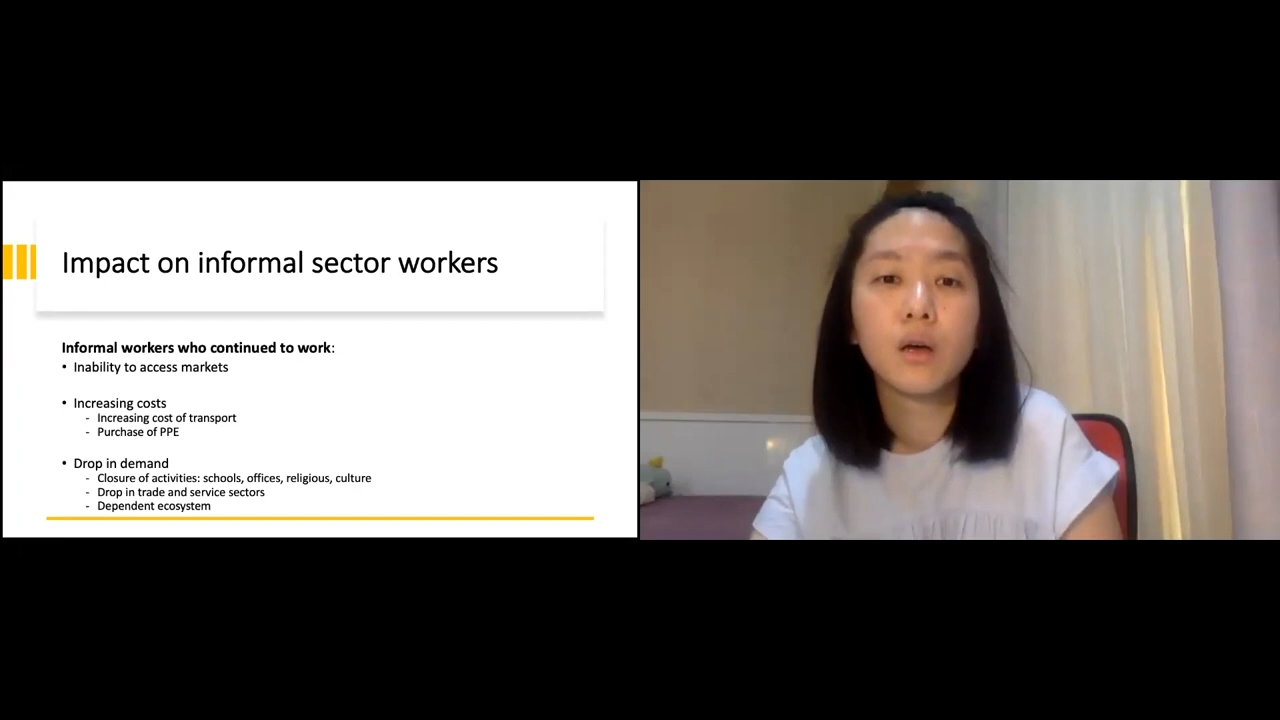 Impact on informal sector workers
Informal workers who continued to work:
• Inability to access markets
• Increasing costs
- Increasing cost of transport
- Purchase of PPE
• Drop in demand
- Closure of activities: schools, offices, religious, culture
- Drop in trade and service sectors
- Dependent ecosystem